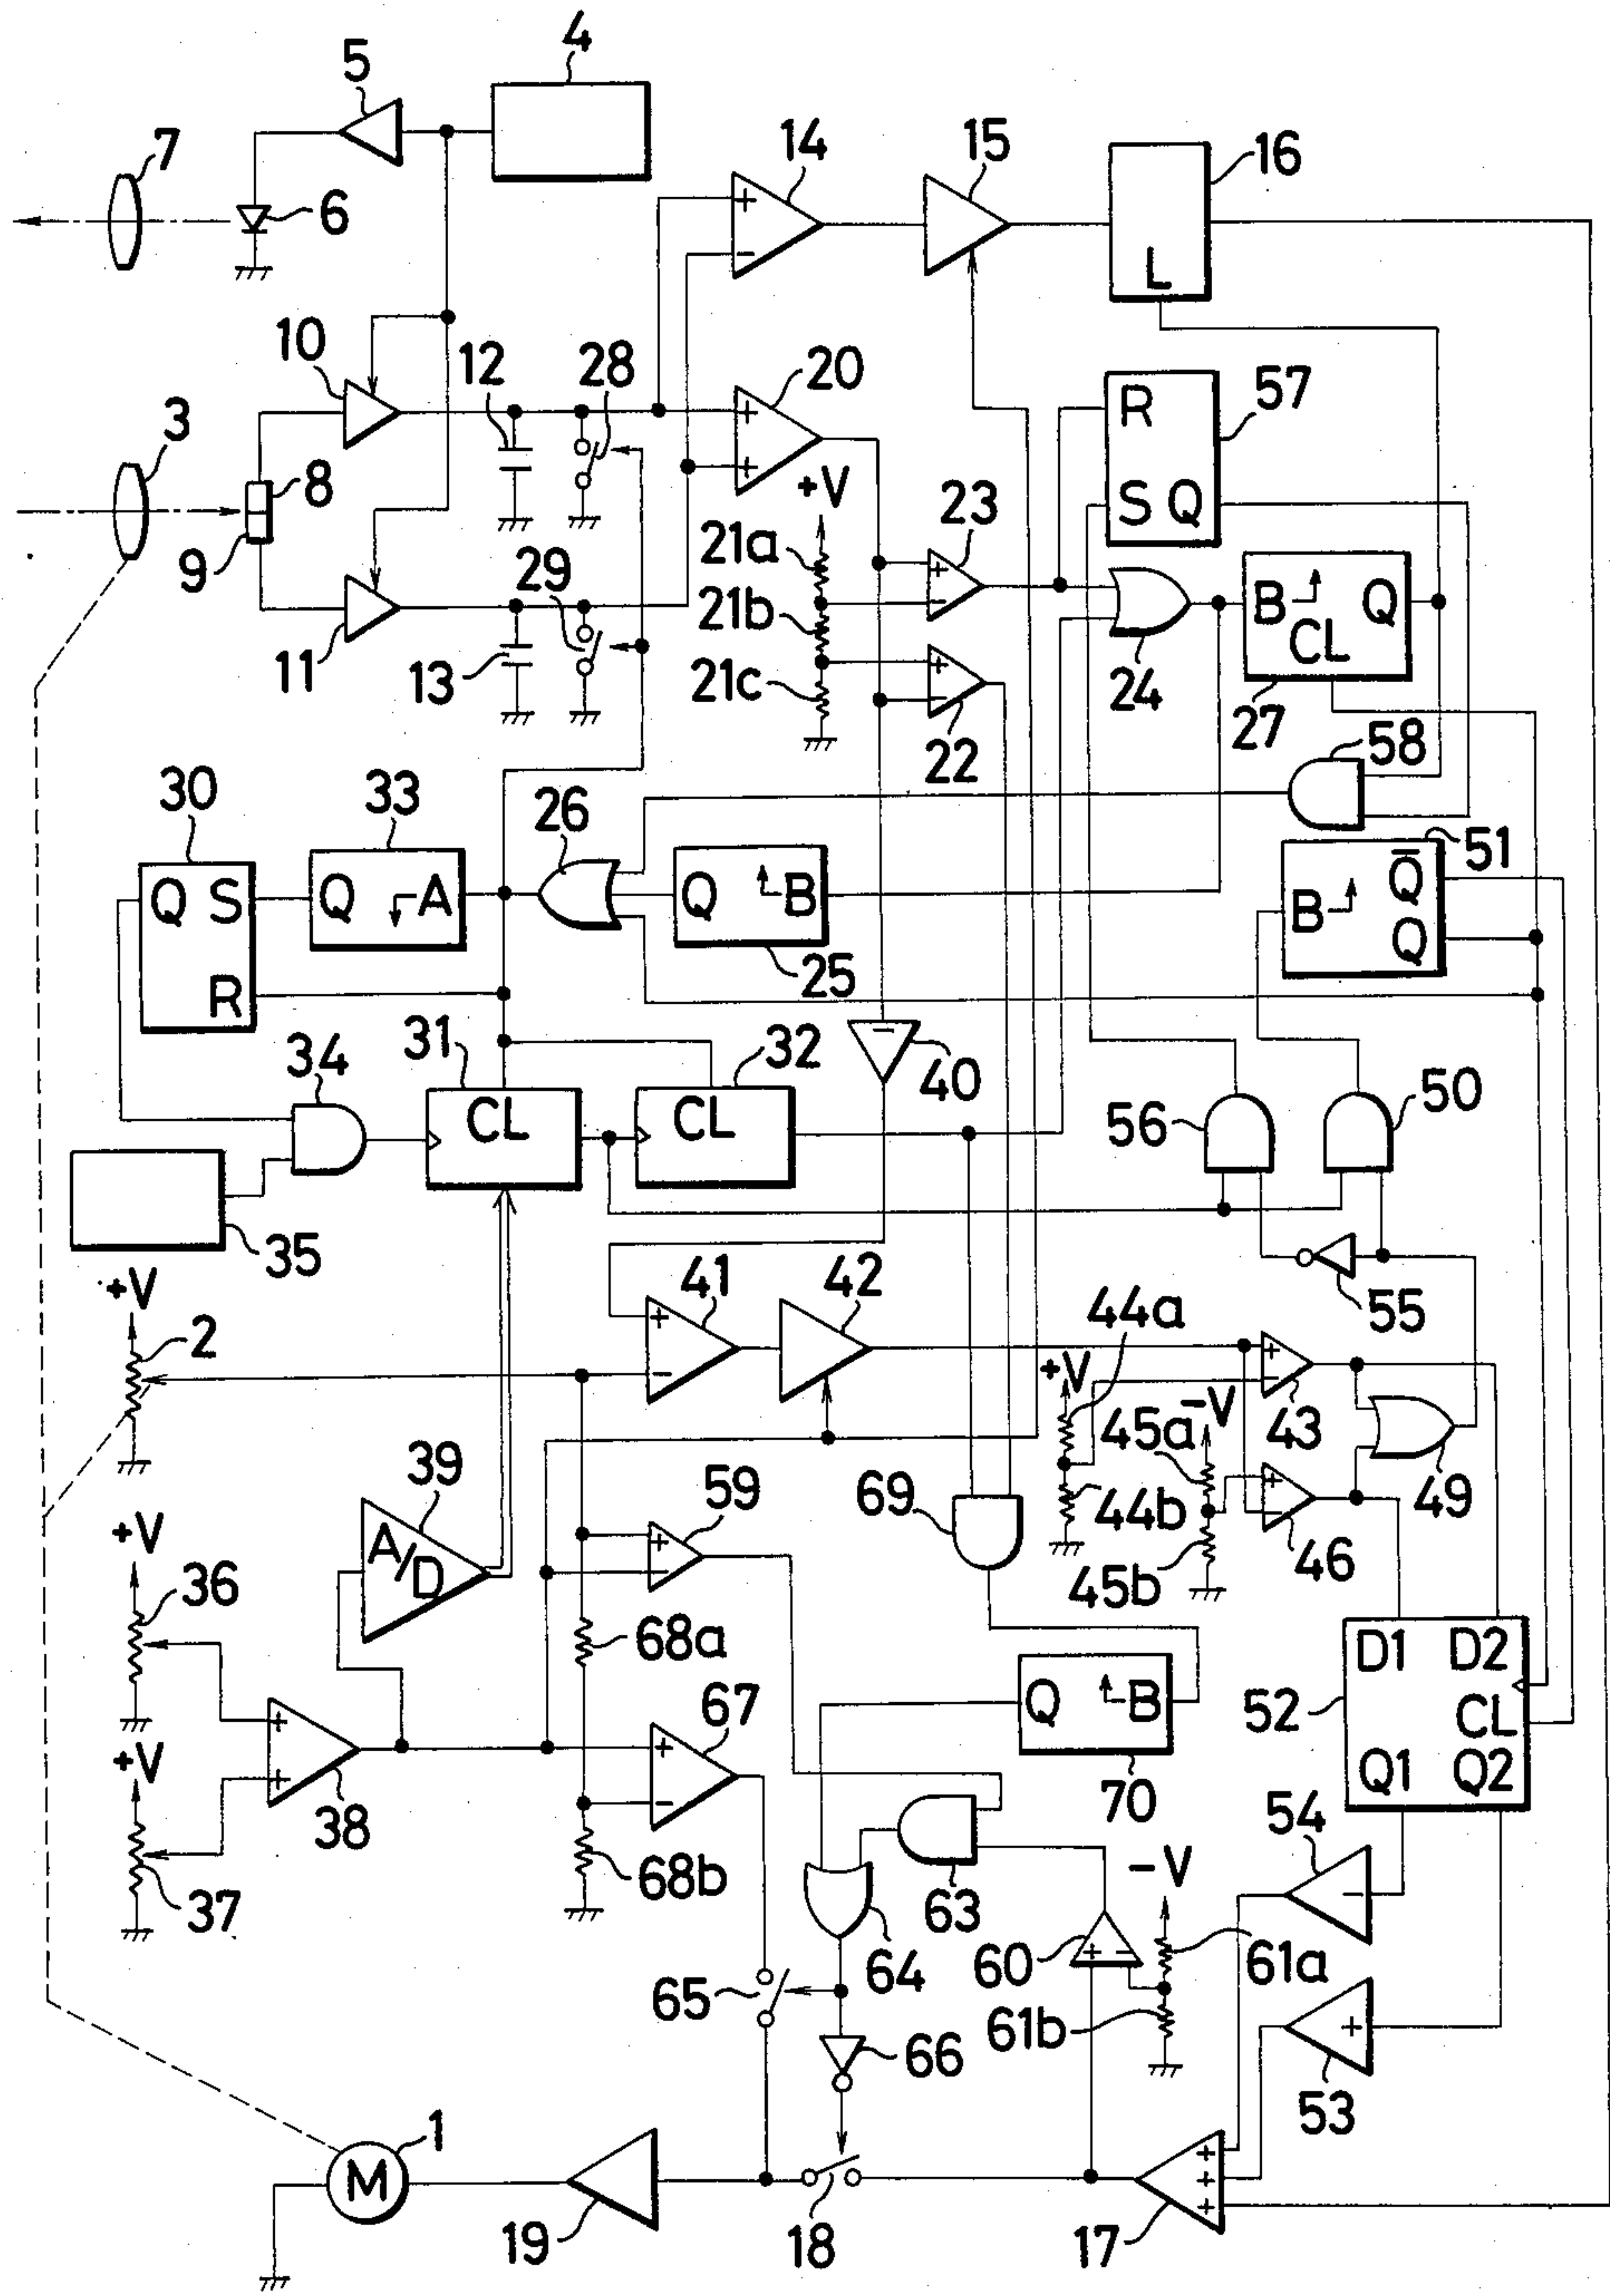 4
5
7
14
15
16
6
L
10
12
28
20
57
3
R
8
+V
23
S Q
9
21a
29
21b
B Q
CL
11
13
21c
24
27
22
58
30
33
26
51
Q S
Q A
Q B
B Q̄
Q
R
25
31
32
34
40
CL
CL
56
50
35
+V
41
42
55
2
44a
+V
-V
43
45a
39
59
69
44b
49
+V
A/D
45b
46
36
68a
D1 D2
67
Q B
52
CL
+V
Q1 Q2
38
70
54
-V
37
68b
63
60
61a
65
64
61b
66
53
1
M
19
18
17